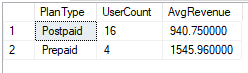 PlanType UserCount AvgRevenue
1 Postpaid 16 940.750000
2 Prepaid 4 1545.960000